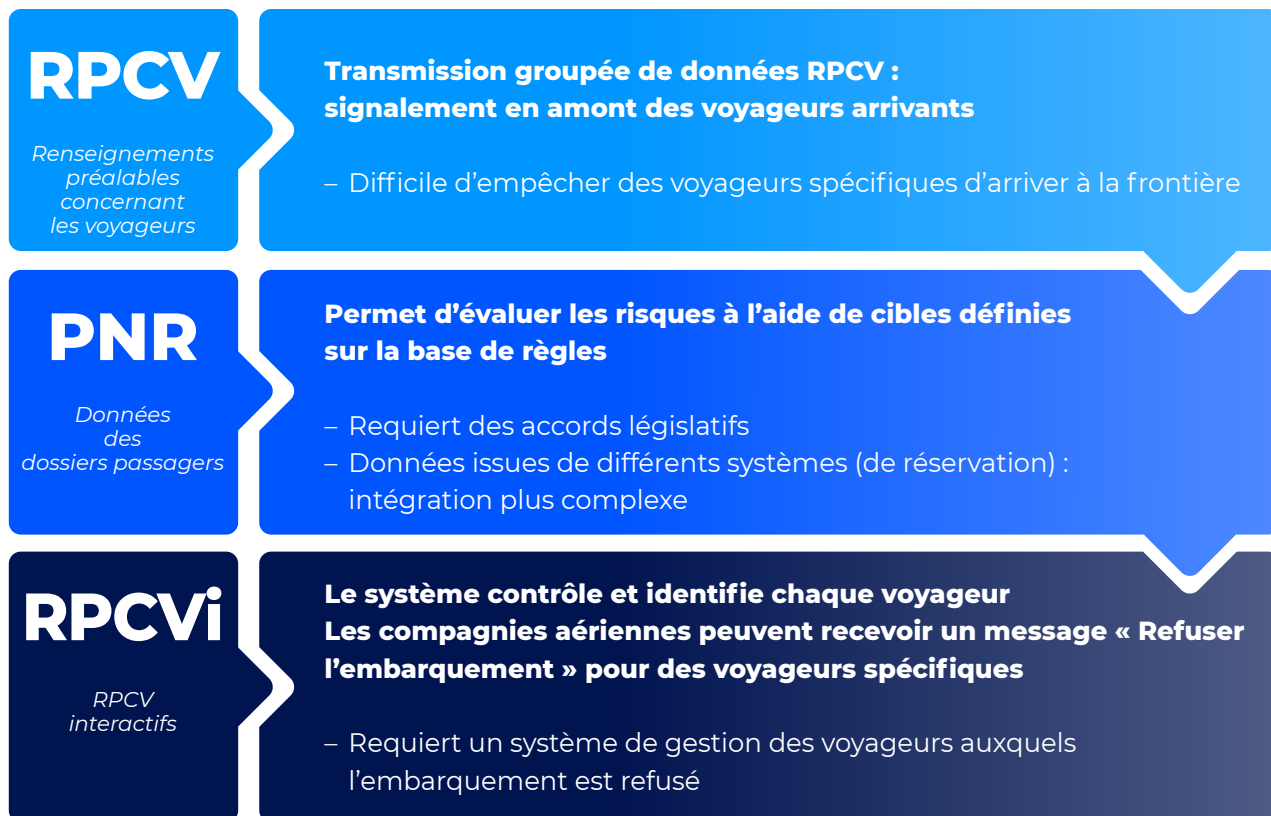 RPCV
Renseignements
préalables
concernant
les voyageurs
Transmission groupée de données RPCV :
signalement en amont des voyageurs arrivants
– Difficile d’empêcher des voyageurs spécifiques d’arriver à la frontière
PNR
Données
des
dossiers passagers
Permet d’évaluer les risques à l’aide de cibles définies
sur la base de règles
– Requiert des accords législatifs
– Données issues de différents systèmes (de réservation) :
intégration plus complexe
RPCVi
RPCV
interactifs
Le système contrôle et identifie chaque voyageur
Les compagnies aériennes peuvent recevoir un message « Refuser
l’embarquement » pour des voyageurs spécifiques
– Requiert un système de gestion des voyageurs auxquels
l’embarquement est refusé